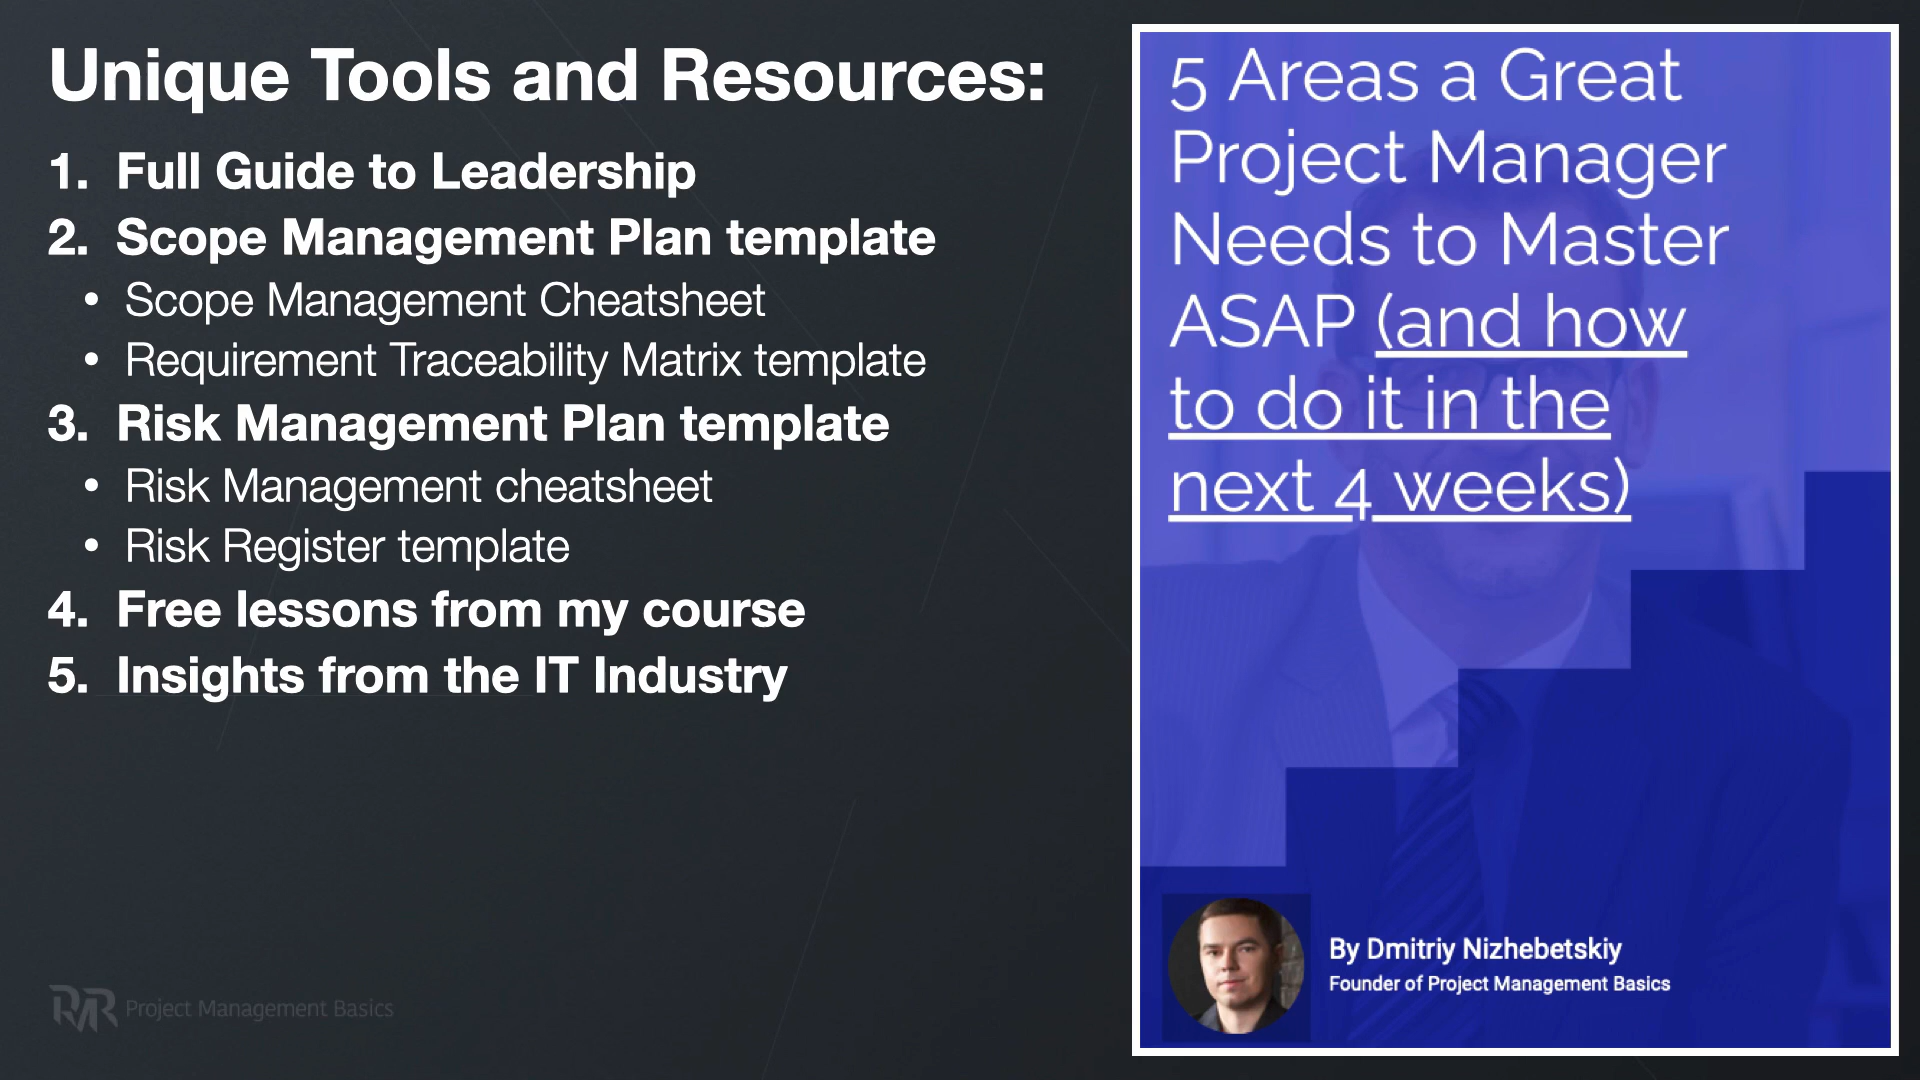 Unique Tools and Resources:
1. Full Guide to Leadership
2. Scope Management Plan template
• Scope Management Cheatsheet
• Requirement Traceability Matrix template
3. Risk Management Plan template
• Risk Management cheatsheet
• Risk Register template
4. Free lessons from my course
5. Insights from the IT Industry
Project Management Basics
5 Areas a Great
Project Manager
Needs to Master
ASAP (and how
to do it in the
next 4 weeks)
By Dmitriy Nizhebetskiy
Founder of Project Management Basics